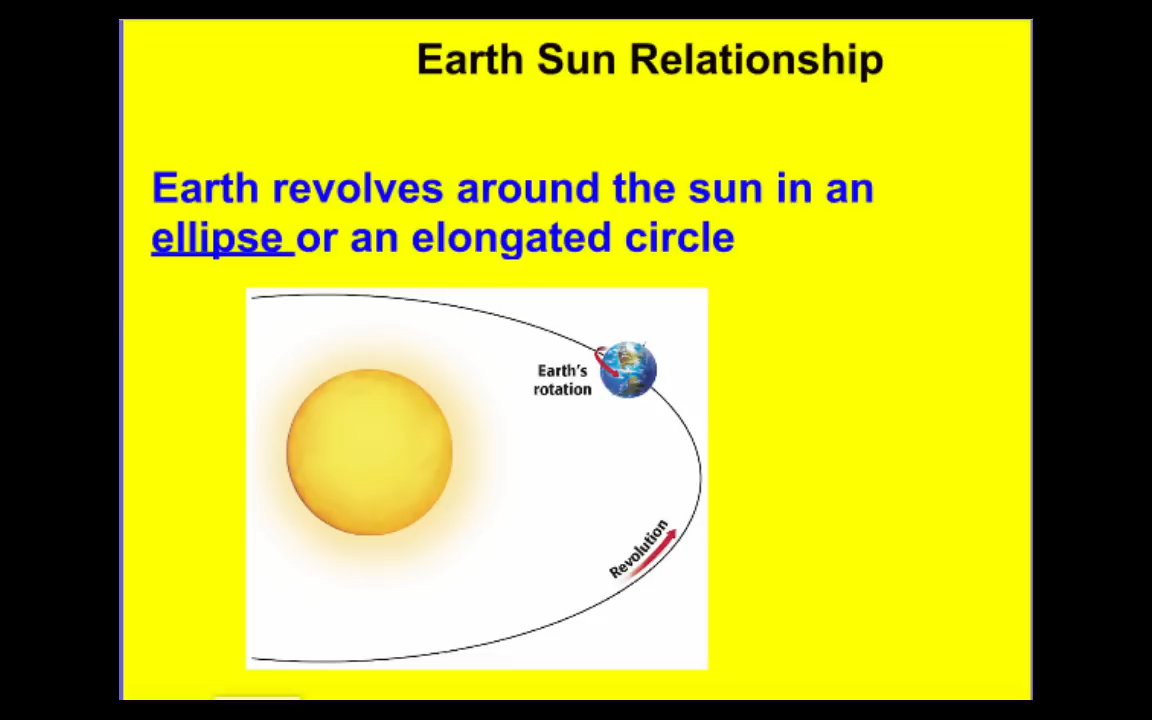 Earth Sun Relationship
Earth revolves around the sun in an
ellipse or an elongated circle
Earth's
rotation
Revolution